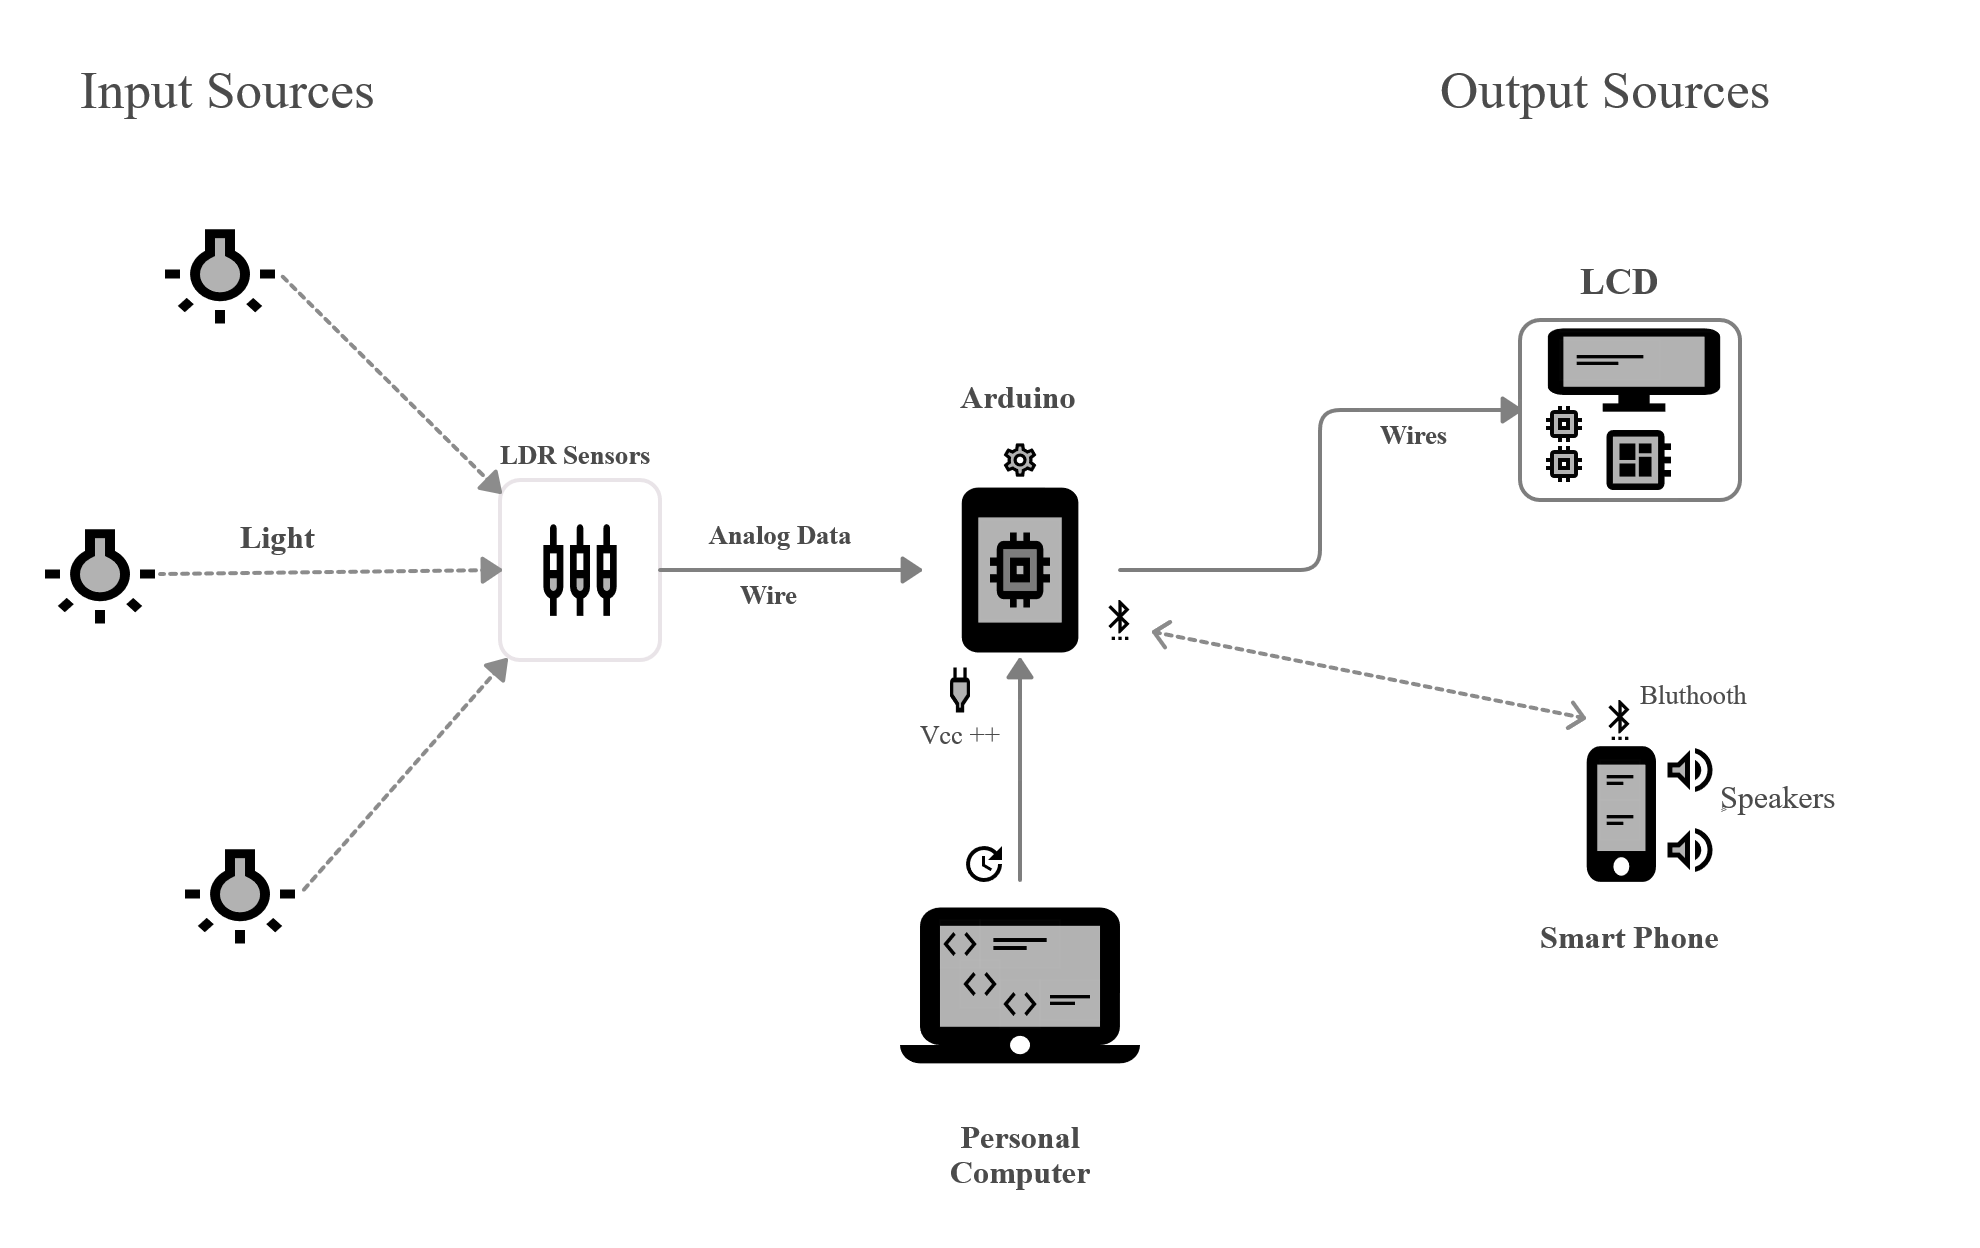 Input Sources
Output Sources
LCD
Arduino
Wires
LDR Sensors
Light
Analog Data
Wire
Bluthooth
Vcc ++
Speakers
Smart Phone
Personal
Computer